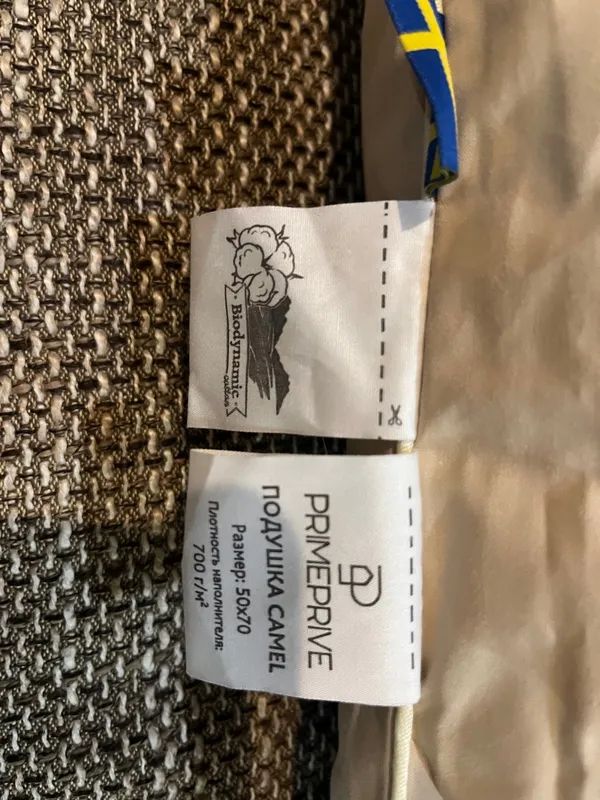 Biodynamic
PRIMEPRIVE
ПОДУШКА CAMEL
Размер: 50x70
Плотность наполнителя:
700 г/м²